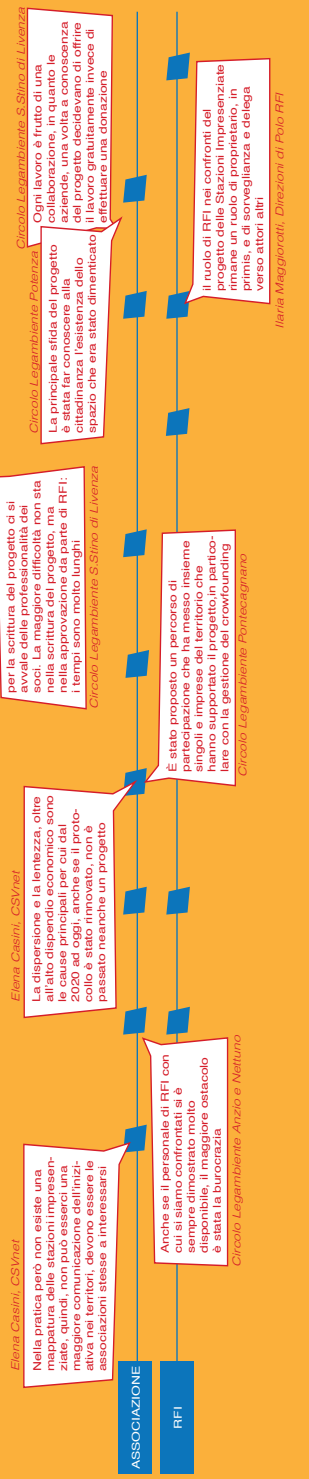 Elena Casini, CSVnet
Nella pratica però non esiste una
mappatura delle stazioni impresen-
ziate, quindi, non può esserci una
maggiore comunicazione dell'inizi-
ativa nei territori, devono essere le
associazioni stesse a interessarsi
Elena Casini, CSVnet
La dispersione e la lentezza, oltre
all'alto dispendio economico sono
le cause principali per cui dal
2020 ad oggi, anche se il proto-
collo è stato rinnovato, non è
passato neanche un progetto
per la scrittura del progetto ci si
avvale delle professionalità dei
soci. La maggiore difficoltà non sta
nella scrittura del progetto, ma
nella approvazione da parte di RFI:
i tempi sono molto lunghi
Circolo Legambiente S.Stino di Livenza
Circolo Legambiente Potenza
La principale sfida del progetto
è stata far conoscere alla
cittadinanza l'esistenza dello
spazio che era stato dimenticato
Circolo Legambiente S.Stino di Livenza
Ogni lavoro è frutto di una
collaborazione, in quanto le
aziende, una volta a conoscenza
del progetto decidevano di offrire
il lavoro gratuitamente invece di
effettuare una donazione
ASSOCIAZIONE
RFI
Anche se il personale di RFI con
cui si siamo confrontati si è
sempre dimostrato molto
disponibile, il maggiore ostacolo
è stata la burocrazia
Circolo Legambiente Anzio e Nettuno
È stato proposto un percorso di
partecipazione che ha messo insieme
singoli e imprese del territorio che
hanno supportato il progetto;in partico-
lare con la gestione del crowfounding
Circolo Legambiente Pontecagnano
il ruolo di RFI nei confronti del
progetto delle Stazioni Impresenziate
rimane un ruolo di proprietario, in
primis, e di sorveglianza e delega
verso attori altri
Ilaria Maggiorotti, Direzioni di Polo RFI